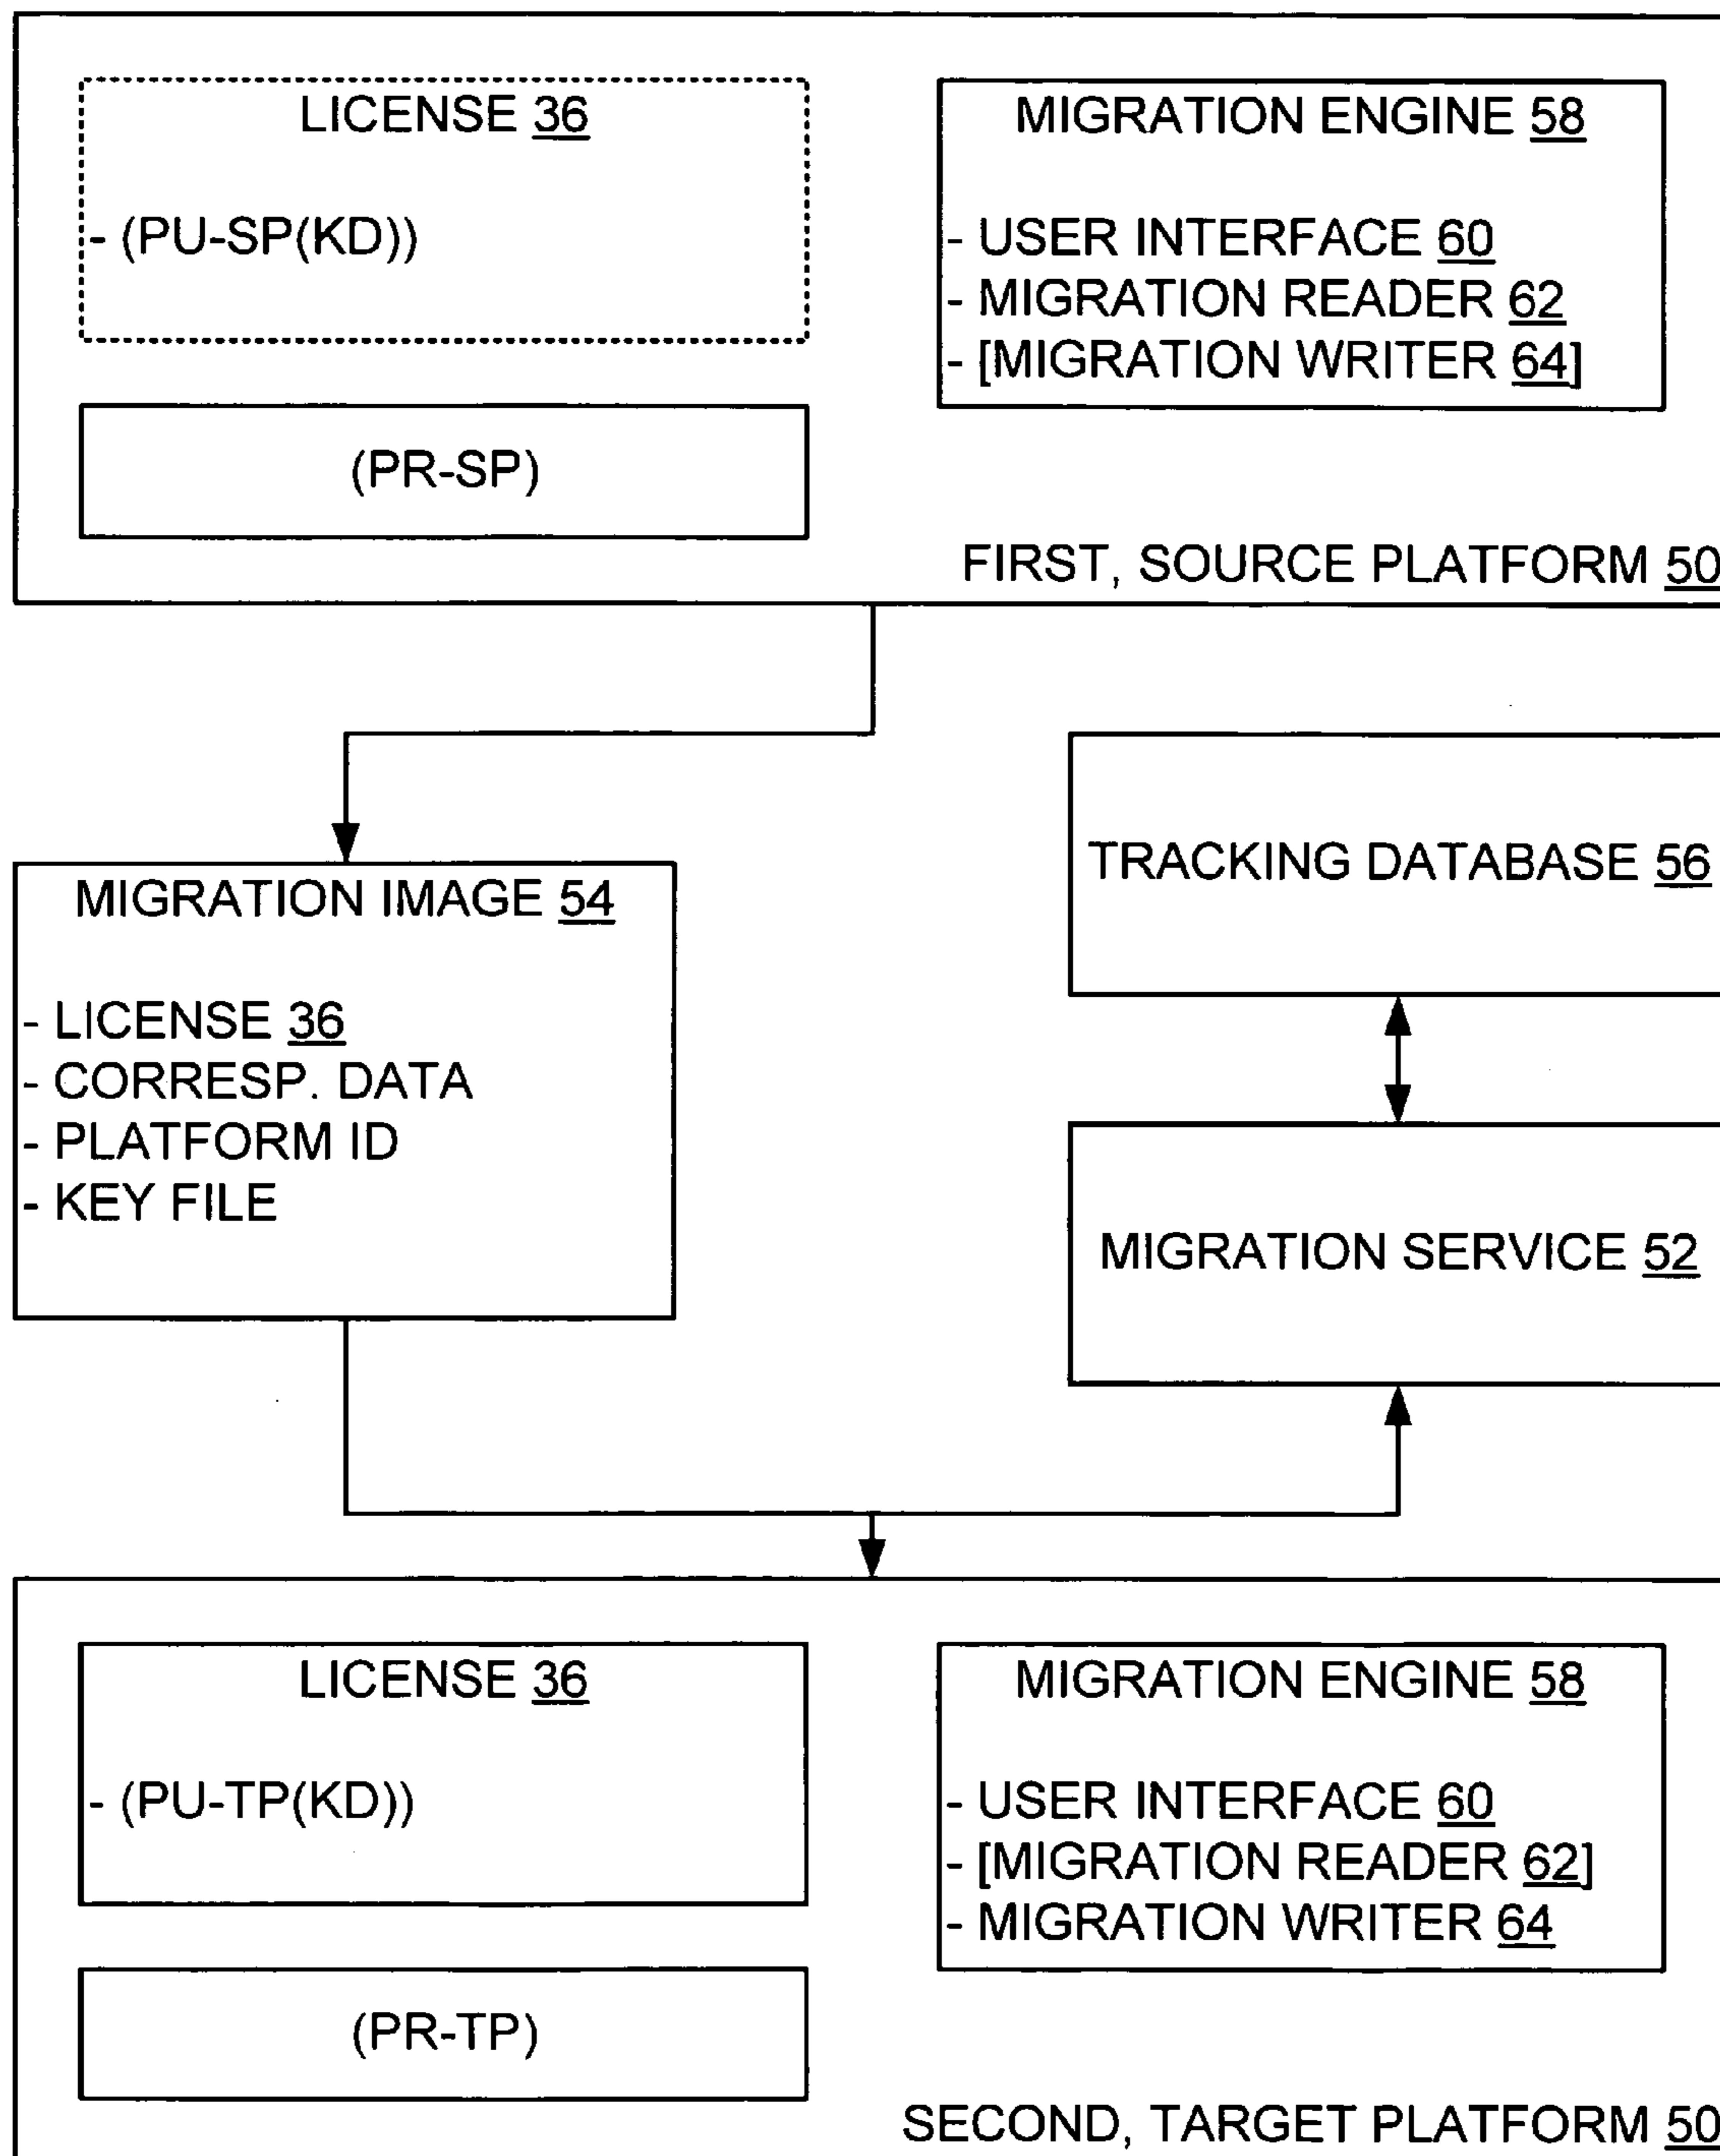 LICENSE 36
- (PU-SP(KD))
(PR-SP)
MIGRATION ENGINE 58
- USER INTERFACE 60
- MIGRATION READER 62
- [MIGRATION WRITER 64]
FIRST, SOURCE PLATFORM 50
MIGRATION IMAGE 54
- LICENSE 36
- CORRESP. DATA
- PLATFORM ID
- KEY FILE
TRACKING DATABASE 56
MIGRATION SERVICE 52
LICENSE 36
- (PU-TP(KD))
(PR-TP)
MIGRATION ENGINE 58
- USER INTERFACE 60
- [MIGRATION READER 62]
- MIGRATION WRITER 64
SECOND, TARGET PLATFORM 50